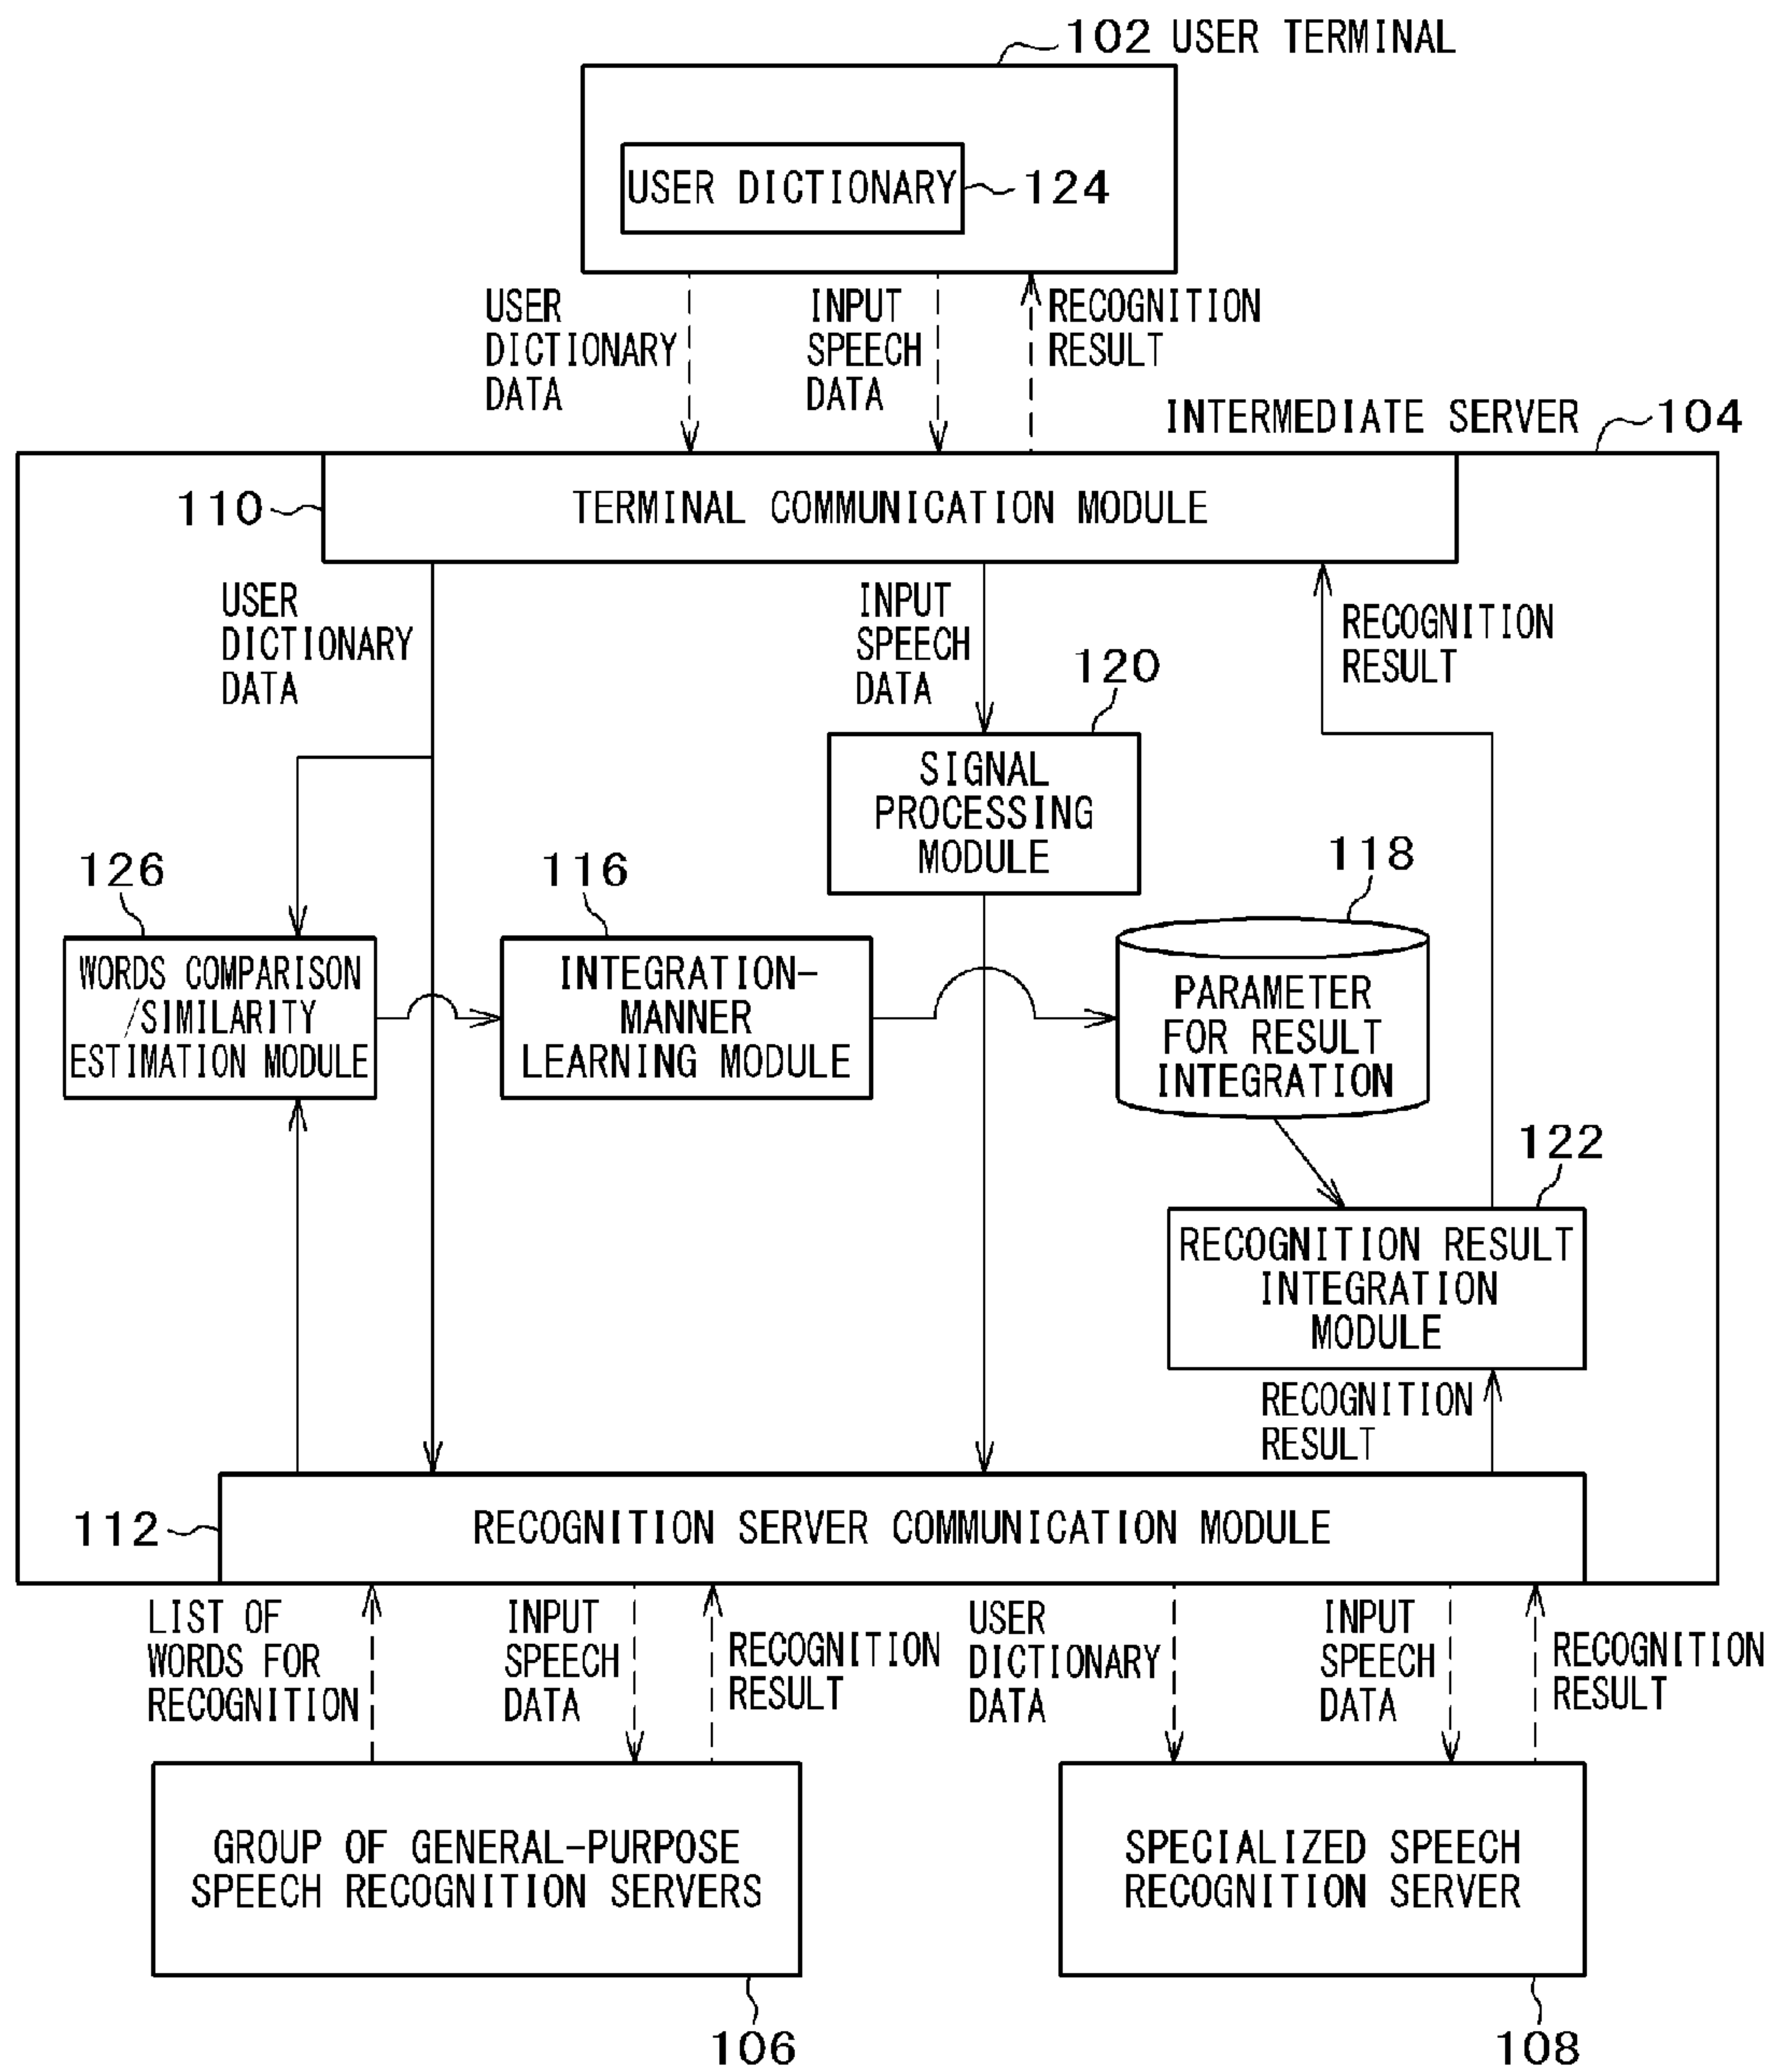 102 USER TERMINAL
USER DICTIONARY
124
USER
DICTIONARY
DATA
INPUT
SPEECH
DATA
RECOGNITION
RESULT
INTERMEDIATE SERVER
104
110
TERMINAL COMMUNICATION MODULE
USER
DICTIONARY
DATA
INPUT
SPEECH
DATA
RECOGNITION
RESULT
120
SIGNAL
PROCESSING
MODULE
126
WORDS COMPARISON
/SIMILARITY
ESTIMATION MODULE
116
INTEGRATION-
MANNER
LEARNING MODULE
118
PARAMETER
FOR RESULT
INTEGRATION
122
RECOGNITION RESULT
INTEGRATION
MODULE
RECOGNITION
RESULT
112
RECOGNITION SERVER COMMUNICATION MODULE
LIST OF
WORDS FOR
RECOGNITION
INPUT
SPEECH
DATA
RECOGNITION
RESULT
USER
DICTIONARY
DATA
INPUT
SPEECH
DATA
RECOGNITION
RESULT
GROUP OF GENERAL-PURPOSE
SPEECH RECOGNITION SERVERS
106
SPECIALIZED SPEECH
RECOGNITION SERVER
108